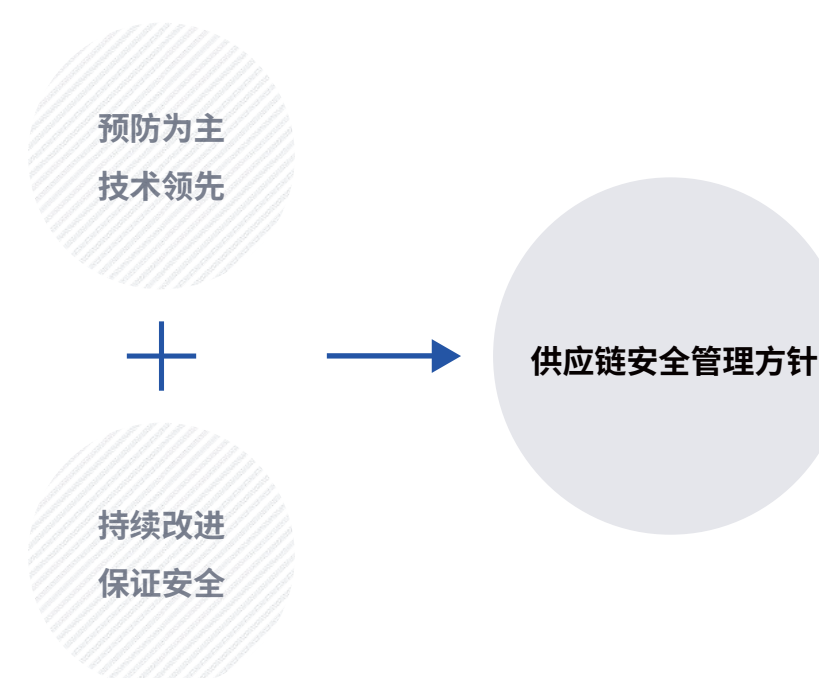 预防为主
技术领先
供应链安全管理方针
持续改进
保证安全